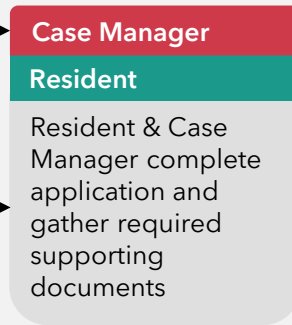 Case Manager
Resident
Resident & Case
Manager complete
application and
gather required
supporting
documents